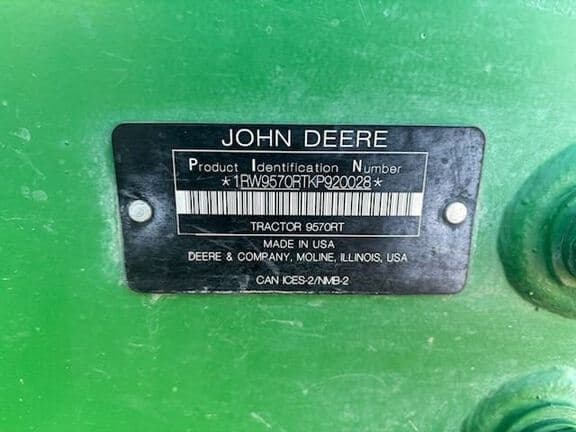 JOHN DEERE
Product Identification Number
*1RW9570RTKP920028*
TRACTOR 9570RT
MADE IN USA
DEERE & COMPANY, MOLINE, ILLINOIS, USA
CAN ICES-2/NMB-2